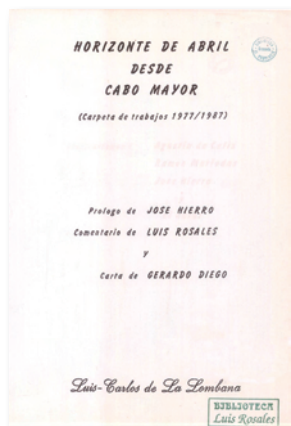 HORIZONTE DE ABRIL
DESDE
CABO MAYOR
(Carpeta de trabajos 1977/1987)
Prologo de JOSE HIERRO
Comentario de LUIS ROSALES
y
Carta de GERARDO DIEGO
Luis-Carlos de La Lombana
BIBLIOTECA
Luis Rosales